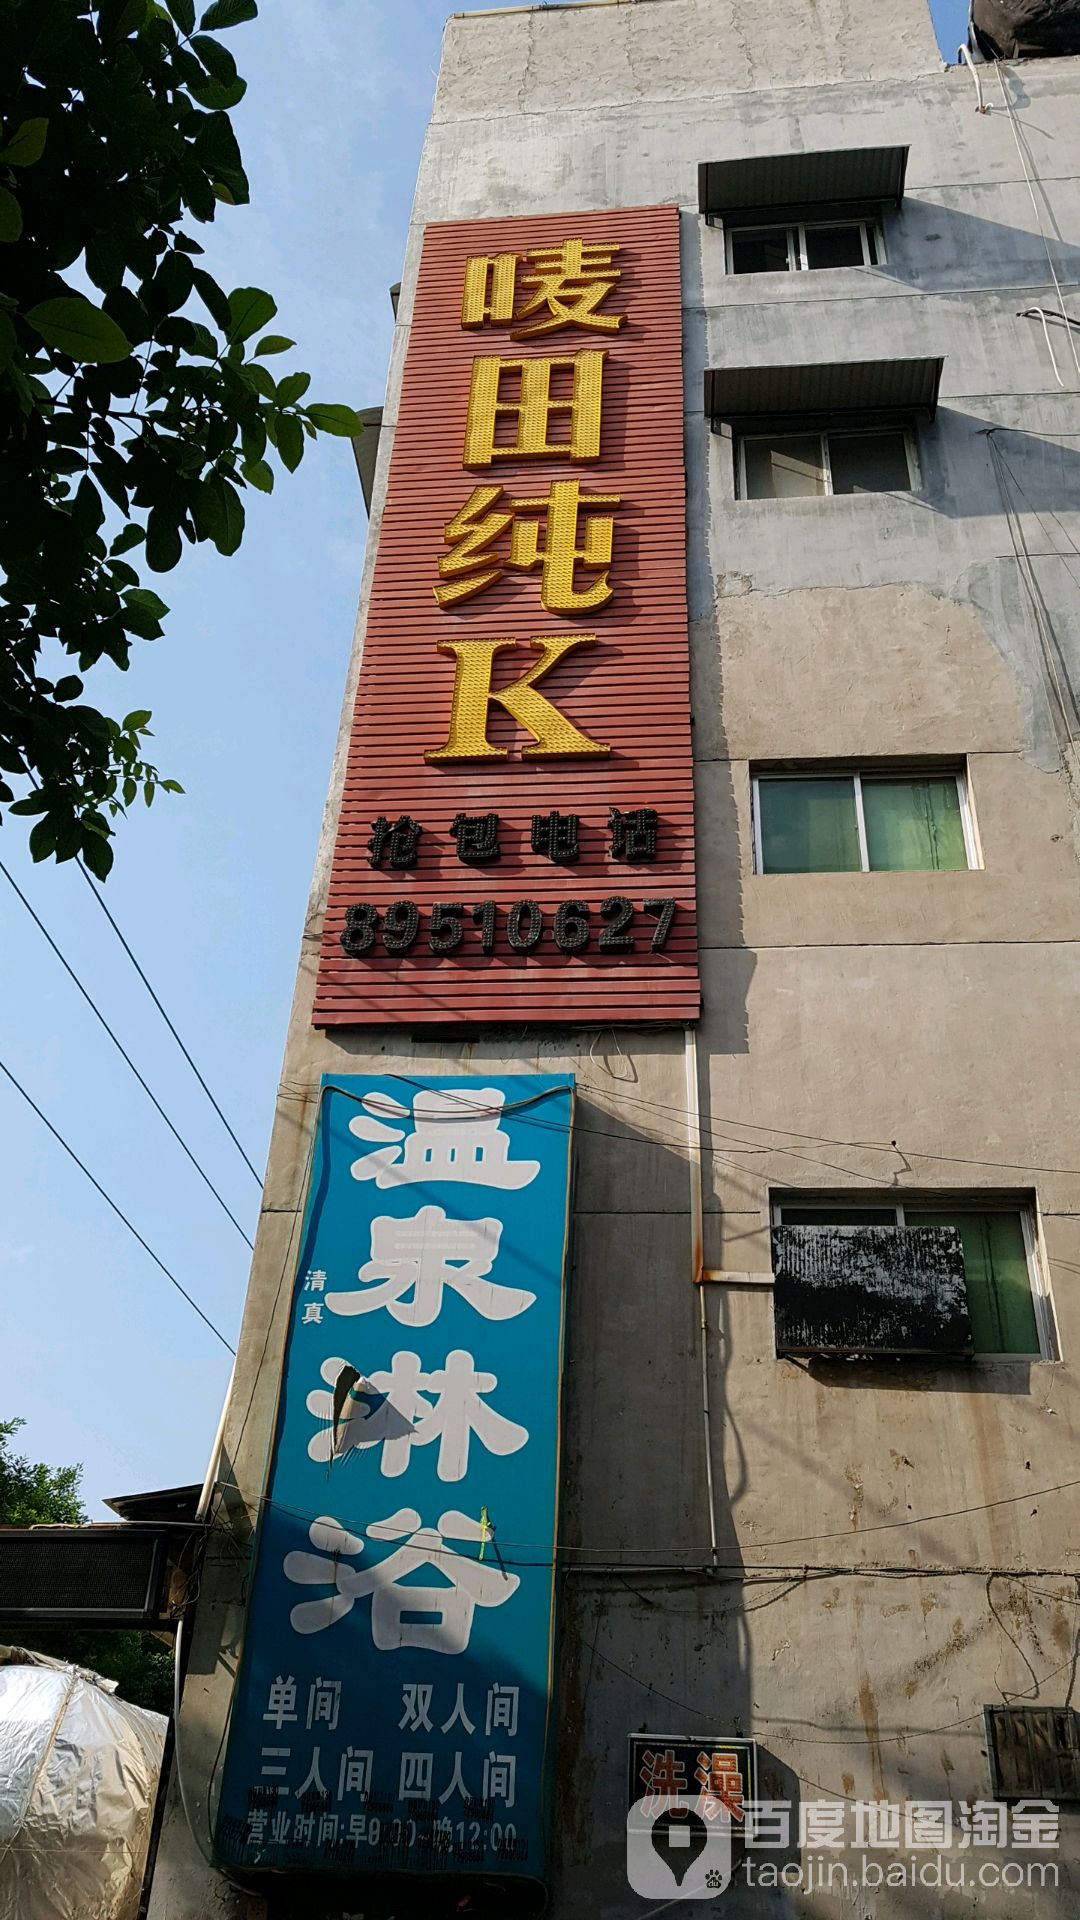 唛田纯K
抢包电话
89510627
清真
温泉淋浴
单间 双人间
三人间 四人间
营业时间:早 晚12:00
洗澡
百度地图淘金
taojin.baidu.com